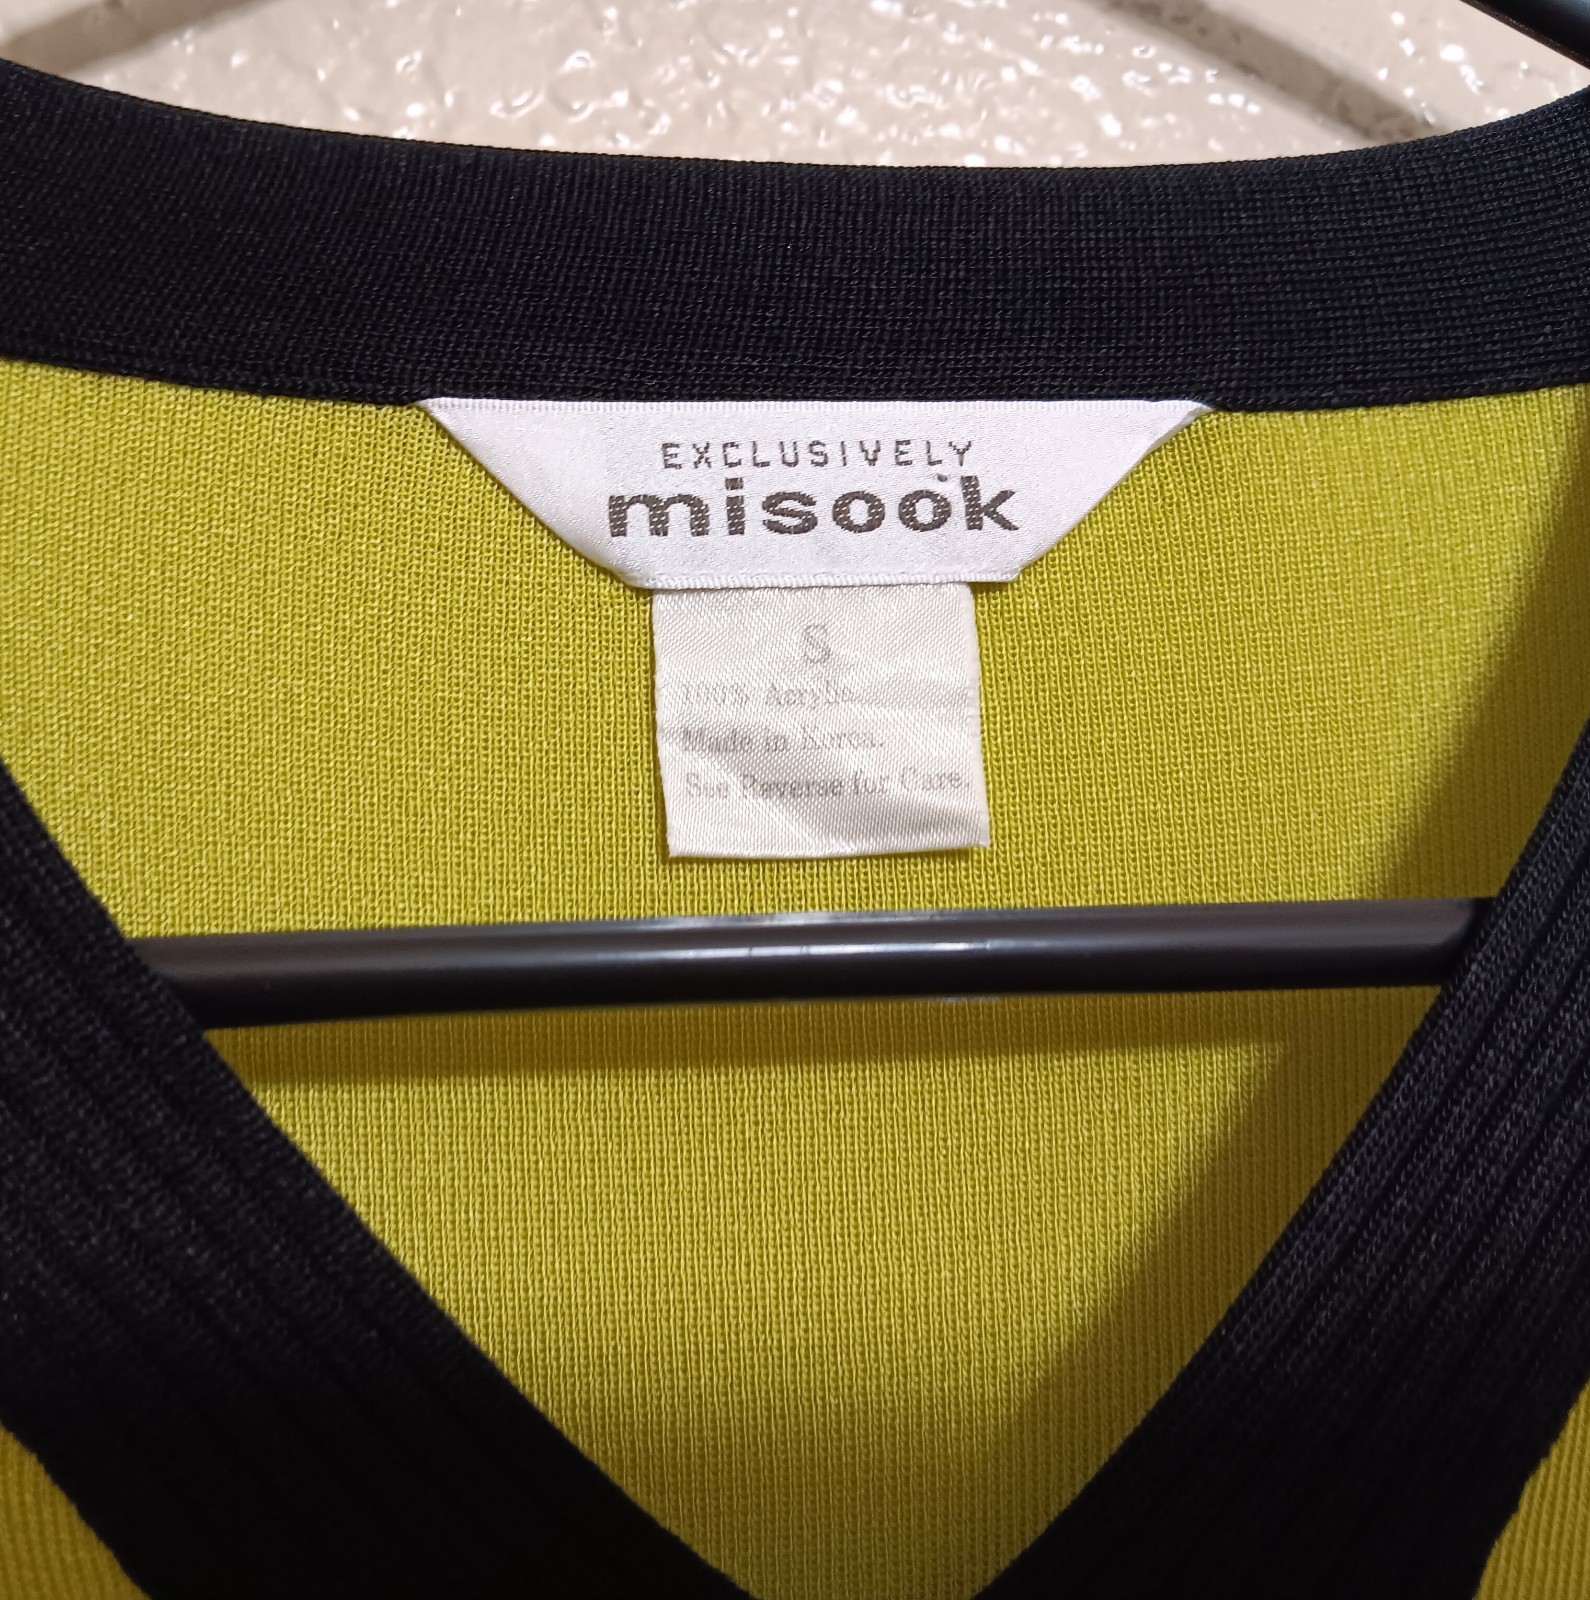 EXCLUSIVELY
misook
S
100% Acrylic
Made in Korea.
See Reverse for Care.